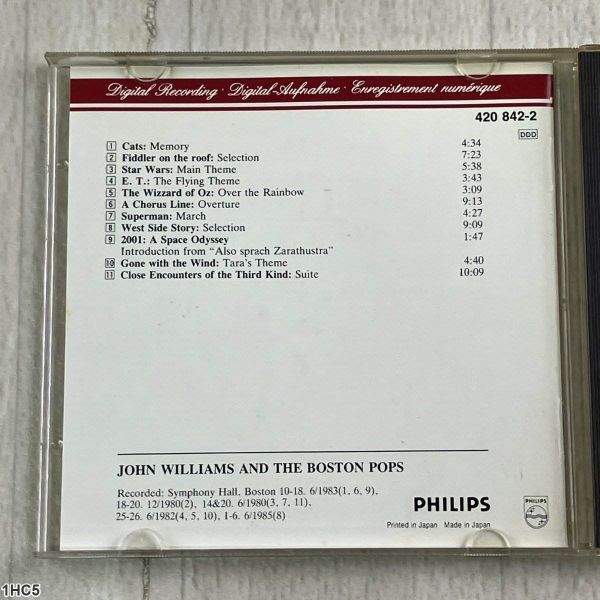 Digital Recording · Digital-Aufnahme · Enregistrement numérique
420 842-2
DDD
1 Cats: Memory 4:34
2 Fiddler on the roof: Selection 7:23
3 Star Wars: Main Theme 5:38
4 E. T.: The Flying Theme 3:43
5 The Wizzard of Oz: Over the Rainbow 3:09
6 A Chorus Line: Overture 9:13
7 Superman: March 4:27
8 West Side Story: Selection 9:09
9 2001: A Space Odyssey 1:47
Introduction from "Also sprach Zarathustra"
10 Gone with the Wind: Tara's Theme 4:40
11 Close Encounters of the Third Kind: Suite 10:09
JOHN WILLIAMS AND THE BOSTON POPS
Recorded: Symphony Hall, Boston 10-18. 6/1983(1, 6, 9),
18-20. 12/1980(2), 14&20. 6/1980(3, 7, 11),
25-26. 6/1982(4, 5, 10), 1-6. 6/1985(8)
PHILIPS
Printed in Japan Made in Japan
PHILIPS
1HC5